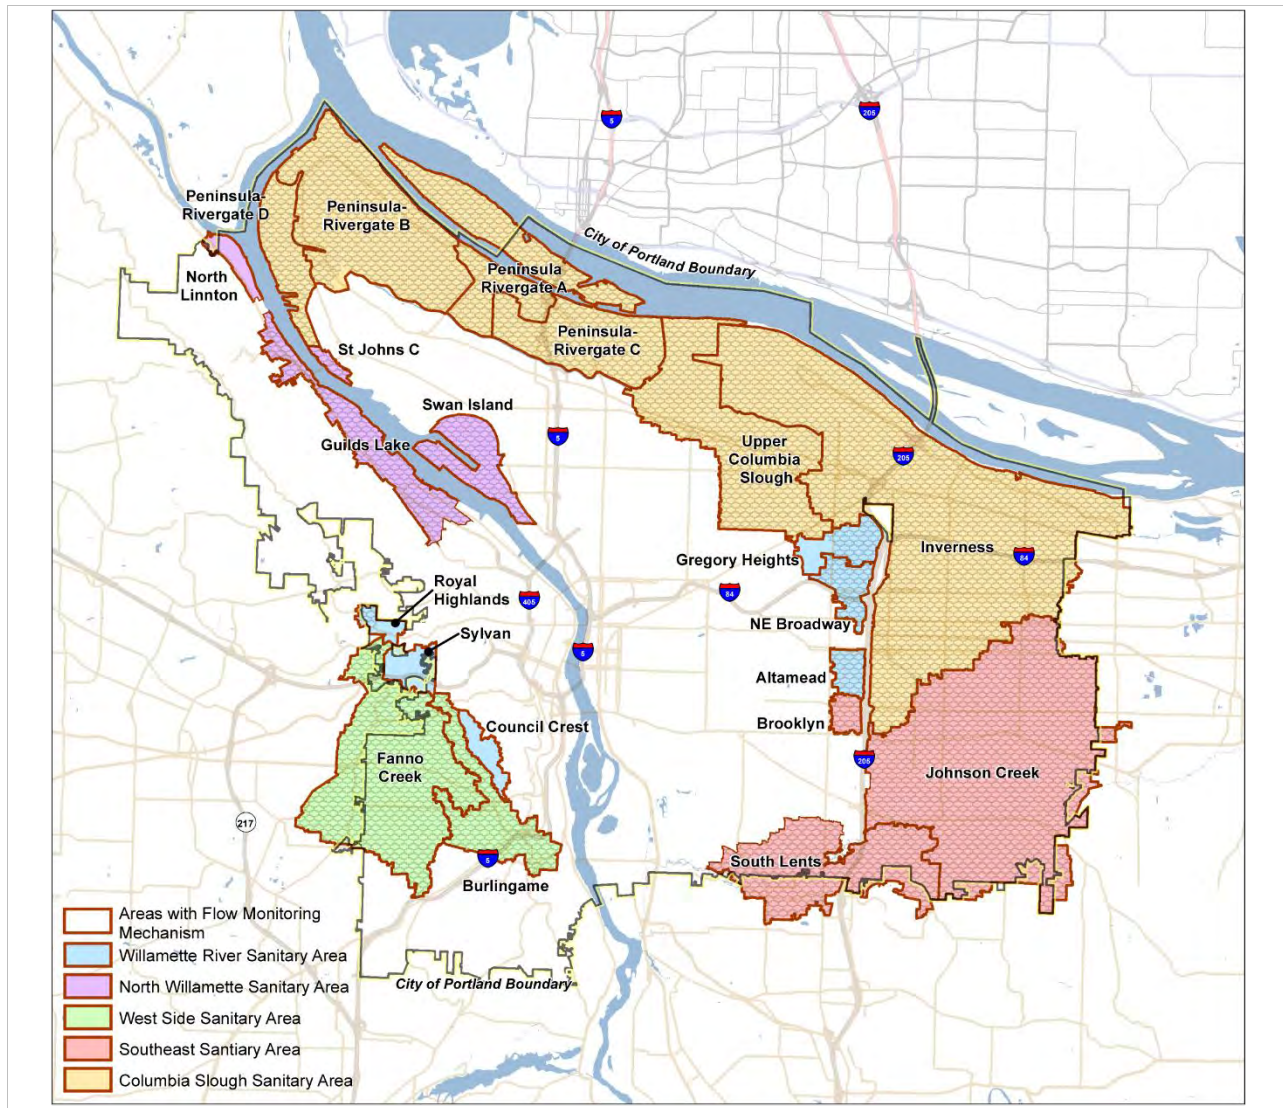 5
205
City of Portland Boundary
Peninsula-
Rivergate D
Peninsula-
Rivergate B
Peninsula
Rivergate A
North
Linnton
Peninsula-
Rivergate C
St Johns C
Swan Island
Guilds Lake
5
Upper
Columbia
Slough
205
Gregory Heights
Inverness
84
Royal
Highlands
405
84
Sylvan
NE Broadway
5
Altamead
Brooklyn
Council Crest
Fanno
Creek
205
Johnson Creek
217
5
South Lents
Burlingame
City of Portland Boundary
Areas with Flow Monitoring
Mechanism
Willamette River Sanitary Area
North Willamette Sanitary Area
West Side Sanitary Area
Southeast Santiary Area
Columbia Slough Sanitary Area